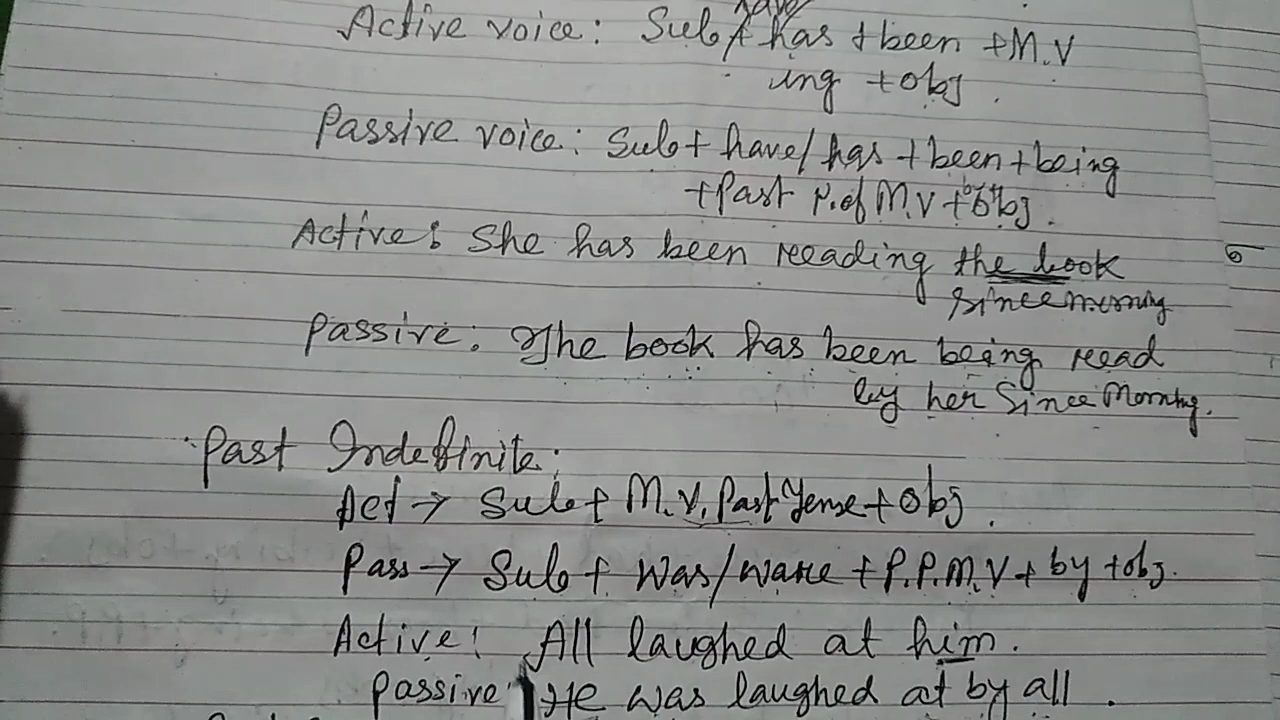 have/
Active voice: Sub + has + been + M.V
ing + obj.
Passive voice: Sub + have/has + been + being
+ Past P. of M.V + by + obj.
Active: She has been reading the book
since morning
Passive: The book has been being read
by her Since Morning.
Past Indefinite:
Act → Sub + M.V. Past Tense + obj.
Pass → Sub + was/ware + P.P.M.V + by + obj.
Active: All laughed at him.
Passive: He was laughed at by all.